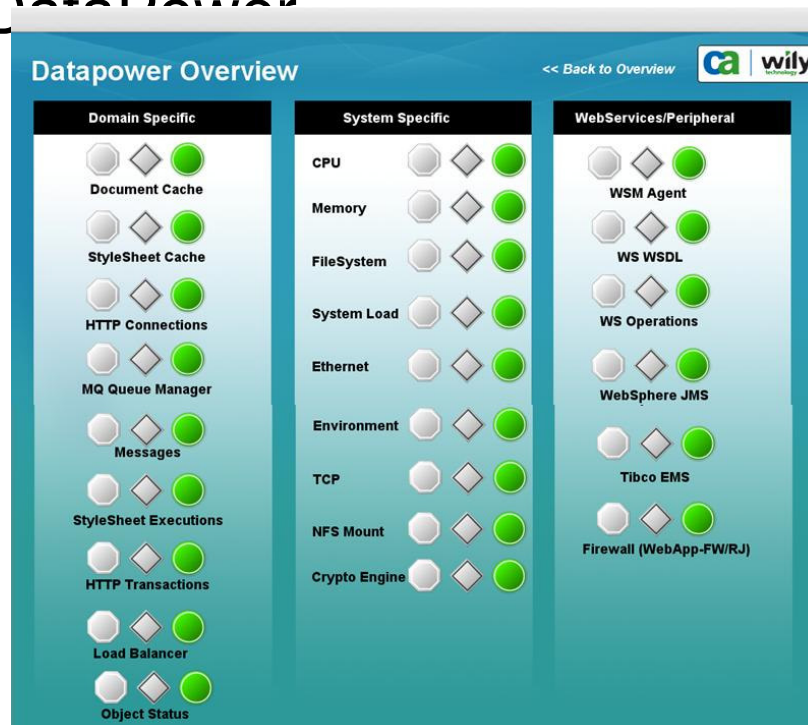 DataPower
Datapower Overview
<< Back to Overview
ca wily
technology
Domain Specific
Document Cache
StyleSheet Cache
HTTP Connections
MQ Queue Manager
Messages
StyleSheet Executions
HTTP Transactions
Load Balancer
Object Status
System Specific
CPU
Memory
FileSystem
System Load
Ethernet
Environment
TCP
NFS Mount
Crypto Engine
WebServices/Peripheral
WSM Agent
WS WSDL
WS Operations
WebSphere JMS
Tibco EMS
Firewall (WebApp-FW/RJ)